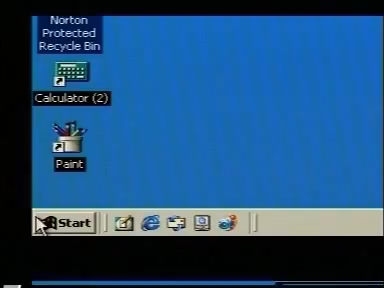 Norton
Protected
Recycle Bin
Calculator (2)
Paint
Start